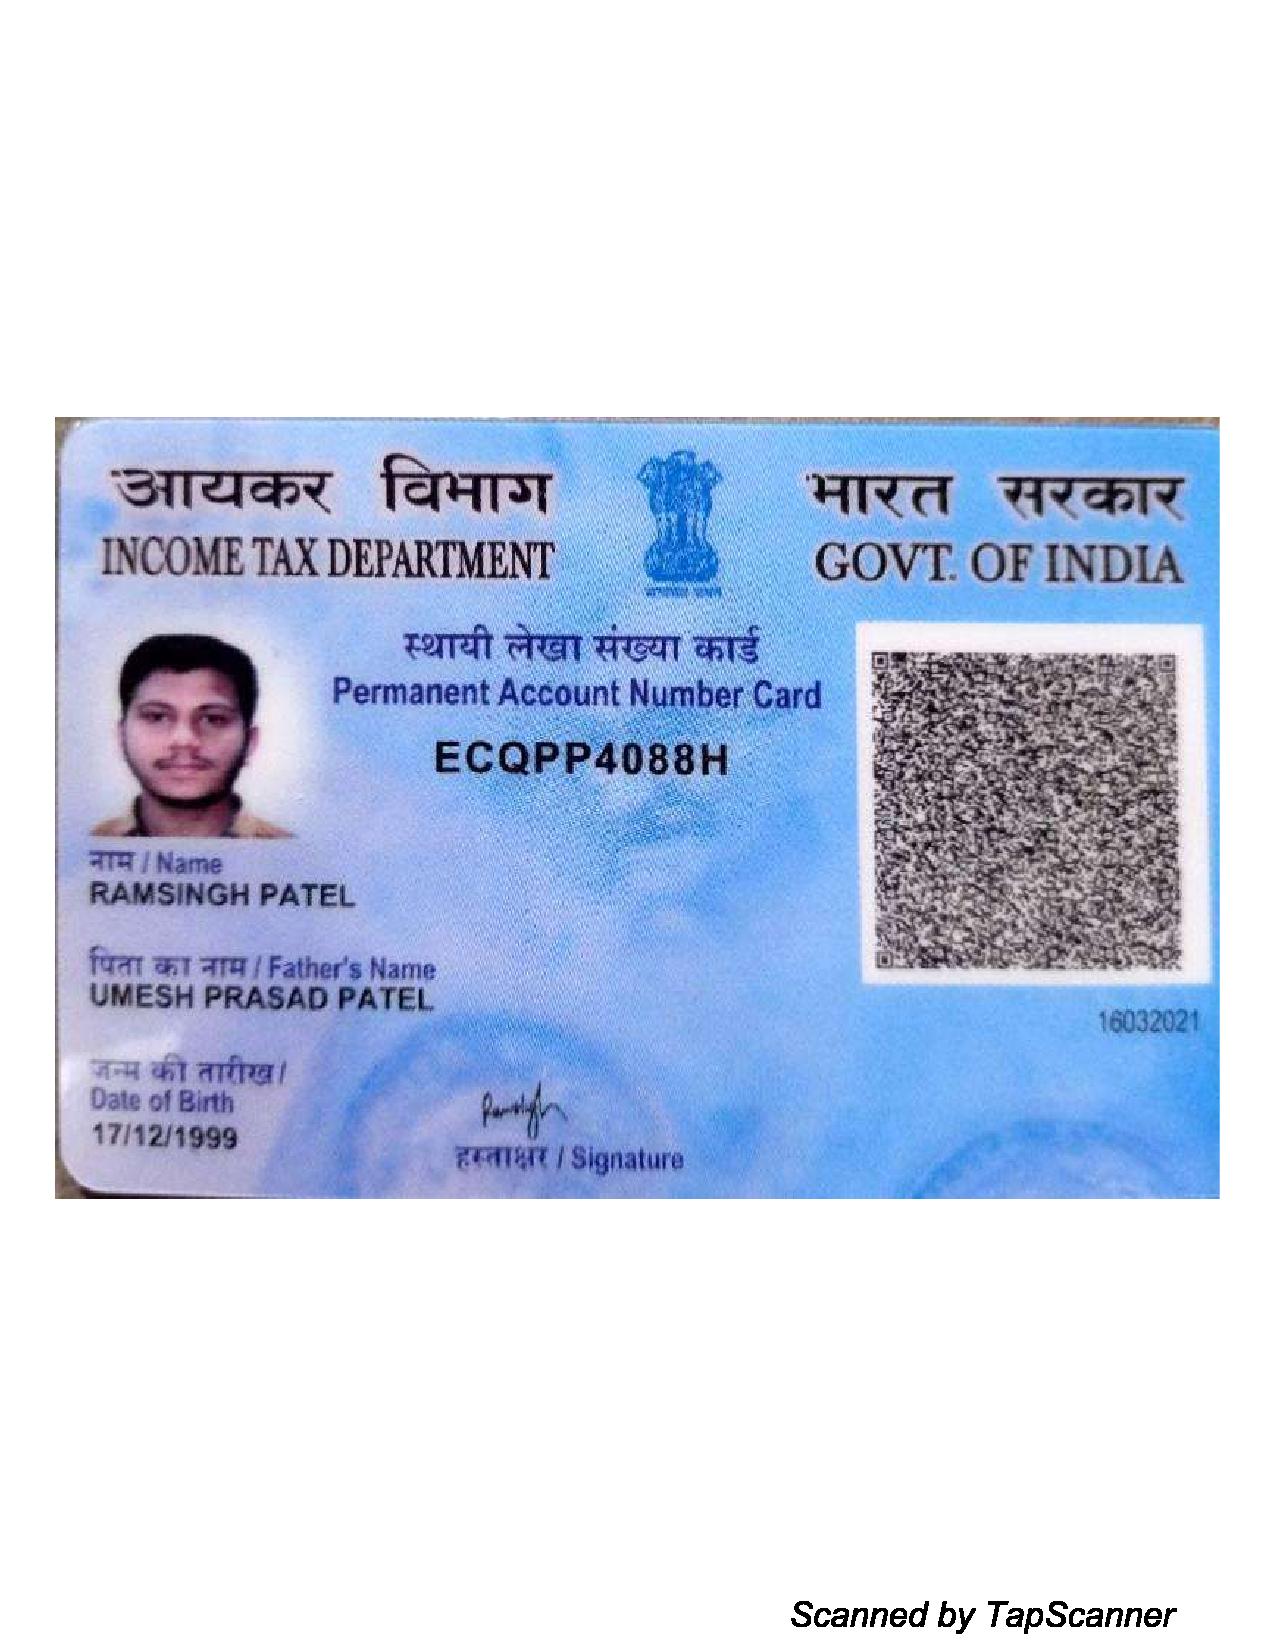 आयकर विभाग
INCOME TAX DEPARTMENT
भारत सरकार
GOVT. OF INDIA
स्थायी लेखा संख्या कार्ड
Permanent Account Number Card
ECQPP4088H
नाम / Name
RAMSINGH PATEL
पिता का नाम / Father's Name
UMESH PRASAD PATEL
16032021
जन्म की तारीख /
Date of Birth
17/12/1999
हस्ताक्षर / Signature
Scanned by TapScanner